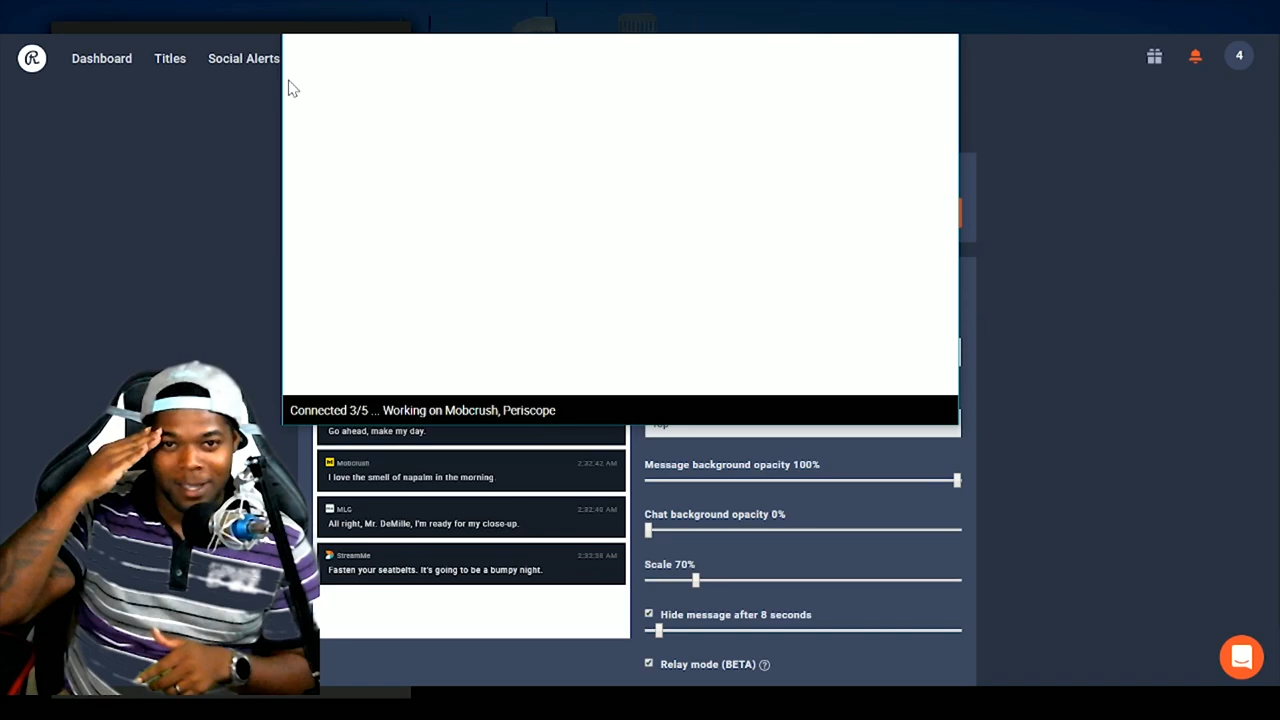 R
Dashboard
Titles
Social Alerts
4
Connected 3/5 ... Working on Mobcrush, Periscope
Go ahead, make my day.
Mobcrush
2:32:42 AM
I love the smell of napalm in the morning.
MLG
2:32:40 AM
All right, Mr. DeMille, I'm ready for my close-up.
StreamMe
2:32:38 AM
Fasten your seatbelts. It's going to be a bumpy night.
Message background opacity 100%
Chat background opacity 0%
Scale 70%
Hide message after 8 seconds
Relay mode (BETA) ?